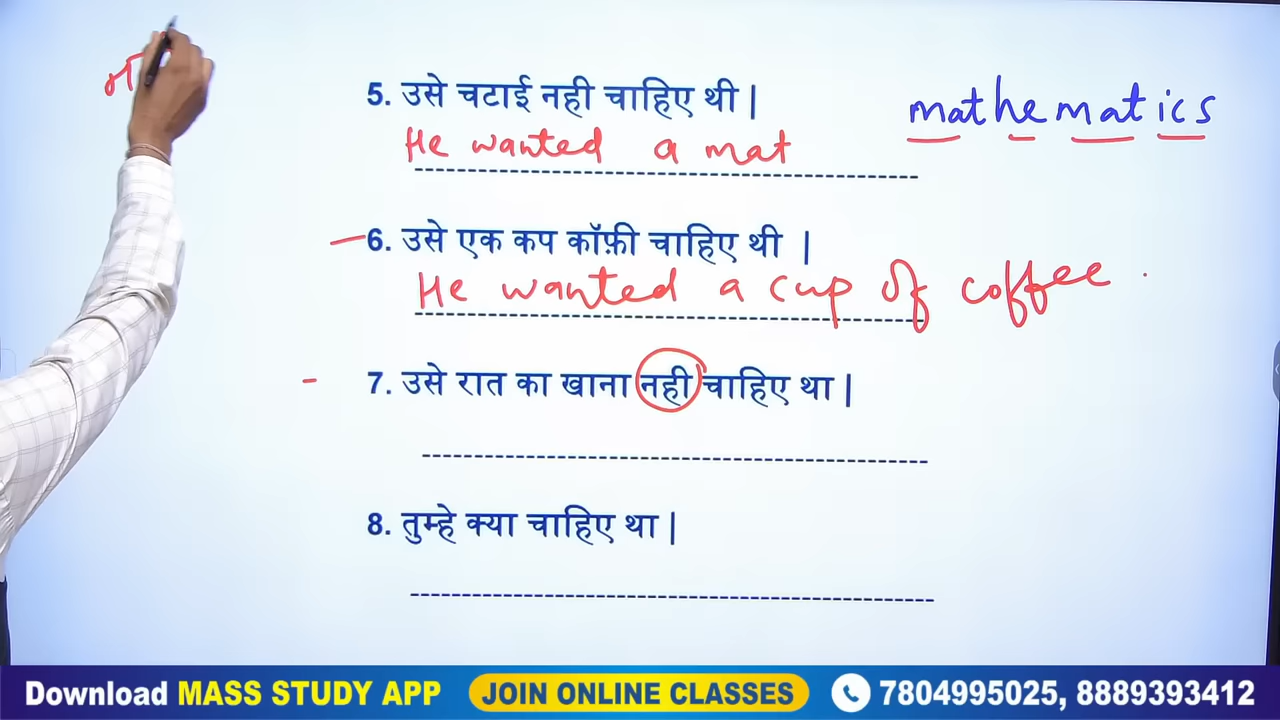 5. उसे चटाई नही चाहिए थी |
mathematics
He wanted a mat
6. उसे एक कप कॉफ़ी चाहिए थी |
He wanted a cup of coffee.
7. उसे रात का खाना नही चाहिए था |
8. तुम्हे क्या चाहिए था |
Download MASS STUDY APP JOIN ONLINE CLASSES 7804995025, 8889393412